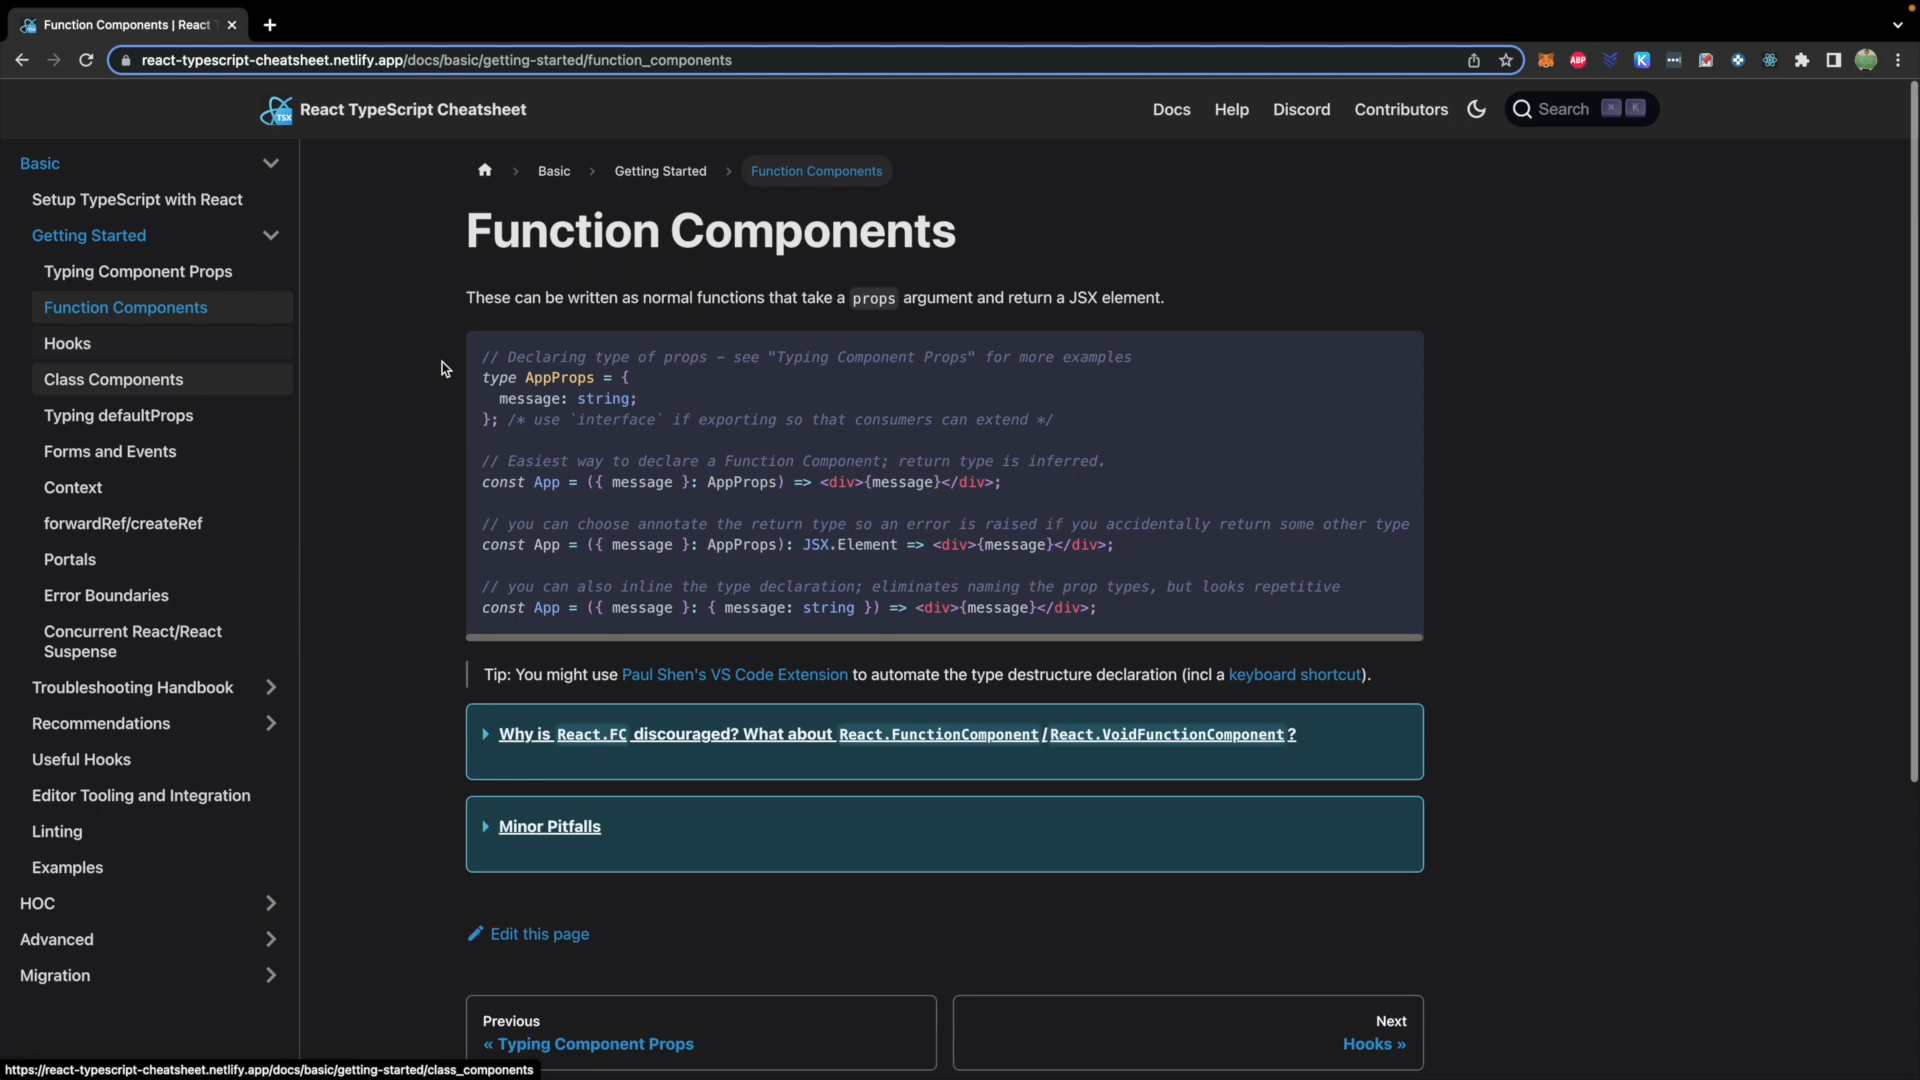 Function Components | React T
react-typescript-cheatsheet.netlify.app/docs/basic/getting-started/function_components
ABP
K
TSX
React TypeScript Cheatsheet
Docs
Help
Discord
Contributors
Search
⌘ K
Basic
Setup TypeScript with React
Getting Started
Typing Component Props
Function Components
Hooks
Class Components
Typing defaultProps
Forms and Events
Context
forwardRef/createRef
Portals
Error Boundaries
Concurrent React/React
Suspense
Troubleshooting Handbook
Recommendations
Useful Hooks
Editor Tooling and Integration
Linting
Examples
HOC
Advanced
Migration
Basic
Getting Started
Function Components
Function Components
These can be written as normal functions that take a props argument and return a JSX element.
// Declaring type of props - see "Typing Component Props" for more examples
type AppProps = {
message: string;
}; /* use `interface` if exporting so that consumers can extend */
// Easiest way to declare a Function Component; return type is inferred.
const App = ({ message }: AppProps) => <div>{message}</div>;
// you can choose annotate the return type so an error is raised if you accidentally return some other type
const App = ({ message }: AppProps): JSX.Element => <div>{message}</div>;
// you can also inline the type declaration; eliminates naming the prop types, but looks repetitive
const App = ({ message }: { message: string }) => <div>{message}</div>;
Tip: You might use Paul Shen's VS Code Extension to automate the type destructure declaration (incl a keyboard shortcut).
Why is React.FC discouraged? What about React.FunctionComponent/React.VoidFunctionComponent?
Minor Pitfalls
Edit this page
Previous
« Typing Component Props
Next
Hooks »
https://react-typescript-cheatsheet.netlify.app/docs/basic/getting-started/class_components